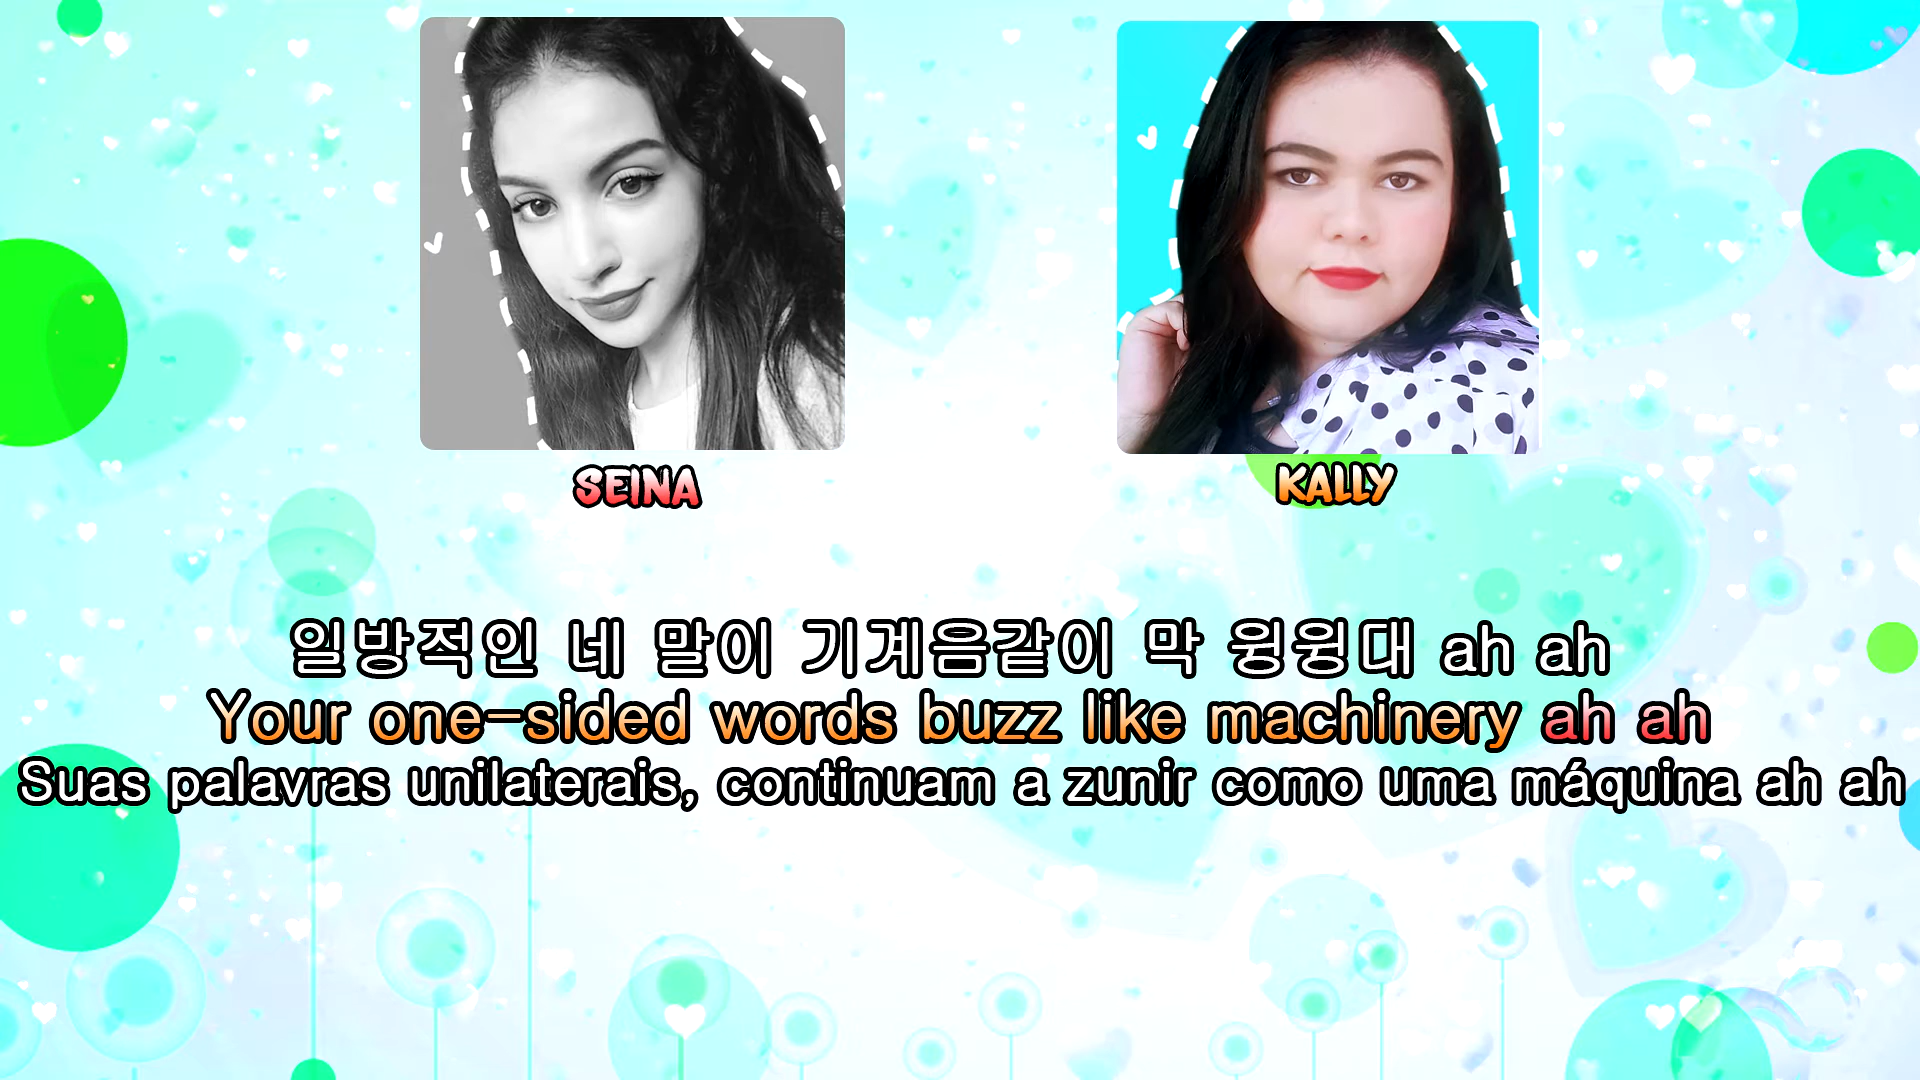 SEINA
KALLY
일방적인 네 말이 기계음같이 막 윙윙대 ah ah
Your one-sided words buzz like machinery ah ah
Suas palavras unilaterais, continuam a zunir como uma máquina ah ah